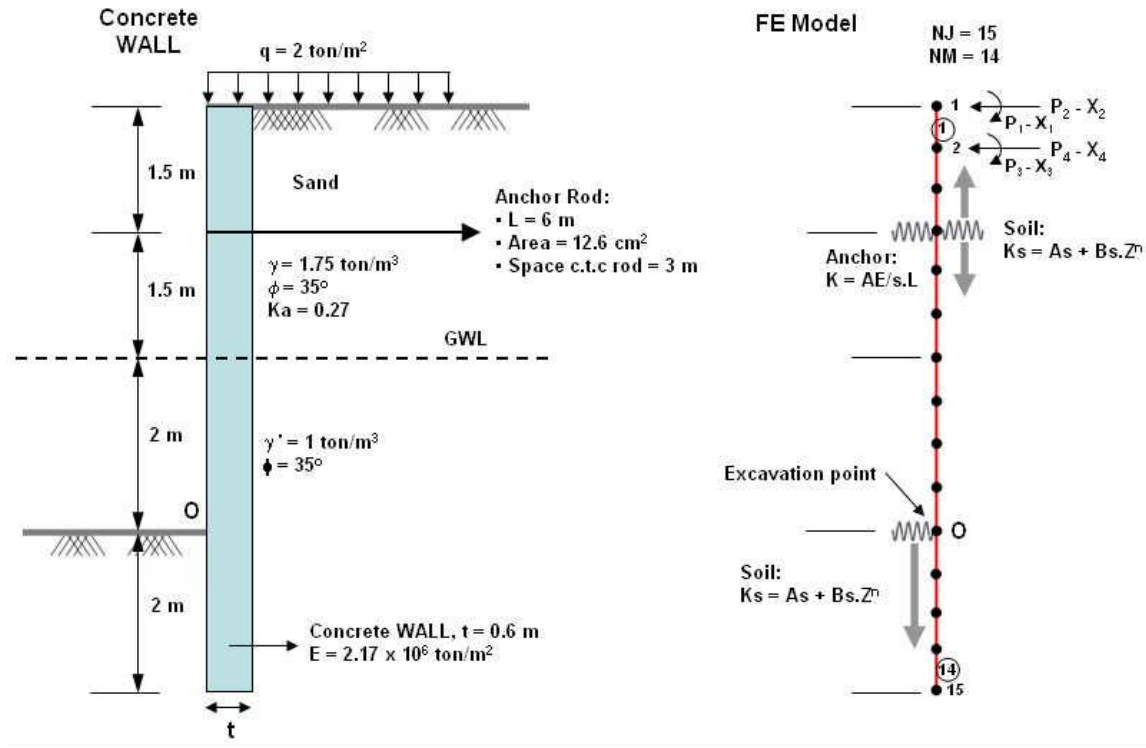 Concrete
WALL
q = 2 ton/m²
1.5 m
Sand
Anchor Rod:
▪ L = 6 m
▪ Area = 12.6 cm²
▪ Space c.t.c rod = 3 m
1.5 m
γ = 1.75 ton/m³
ϕ = 35º
Ka = 0.27
GWL
2 m
γ' = 1 ton/m³
ϕ = 35º
O
2 m
Concrete WALL, t = 0.6 m
E = 2.17 x 10⁶ ton/m²
t
FE Model
NJ = 15
NM = 14
1
P₂ - X₂
P₁ - X₁
1
2
P₄ - X₄
P₃ - X₃
Soil:
Ks = As + Bs.Zⁿ
Anchor:
K = AE/s.L
Excavation point
O
Soil:
Ks = As + Bs.Zⁿ
14
15